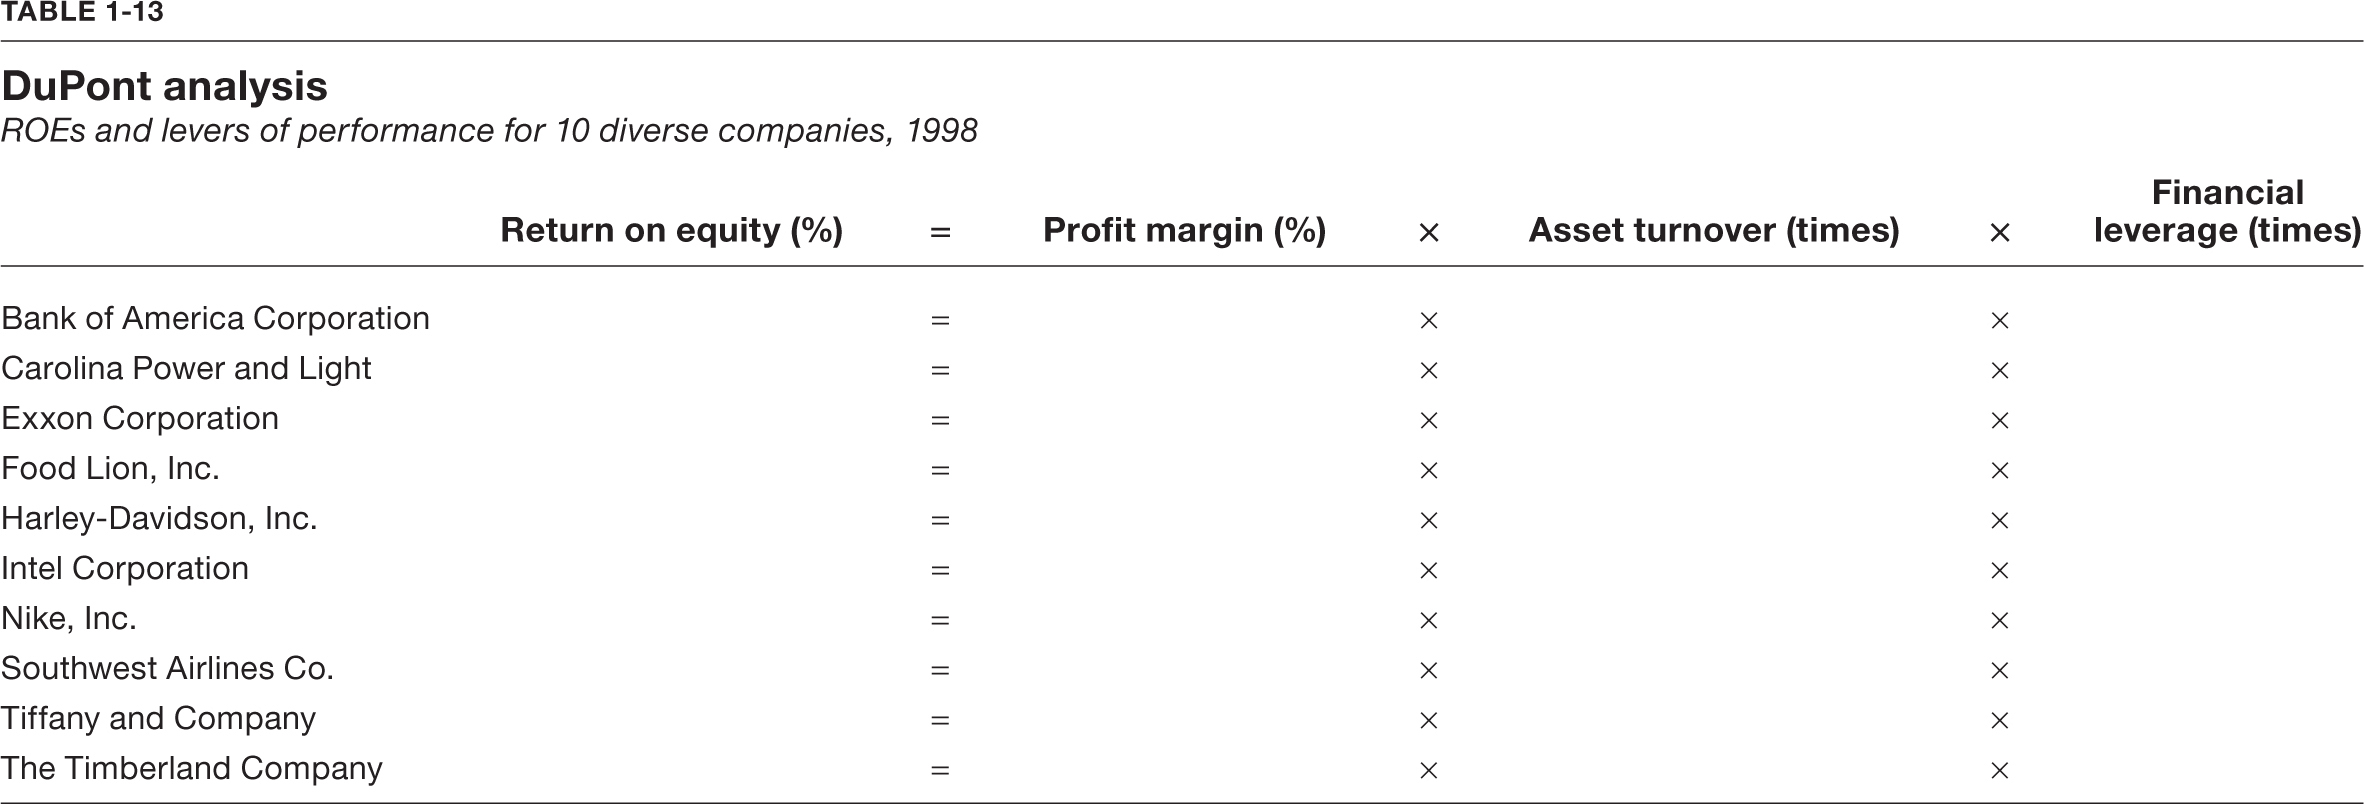 TABLE 1-13
DuPont analysis
ROEs and levers of performance for 10 diverse companies, 1998
Financial
Return on equity (%) = Profit margin (%) × Asset turnover (times) × leverage (times)
Bank of America Corporation = × ×
Carolina Power and Light = × ×
Exxon Corporation = × ×
Food Lion, Inc. = × ×
Harley-Davidson, Inc. = × ×
Intel Corporation = × ×
Nike, Inc. = × ×
Southwest Airlines Co. = × ×
Tiffany and Company = × ×
The Timberland Company = × ×